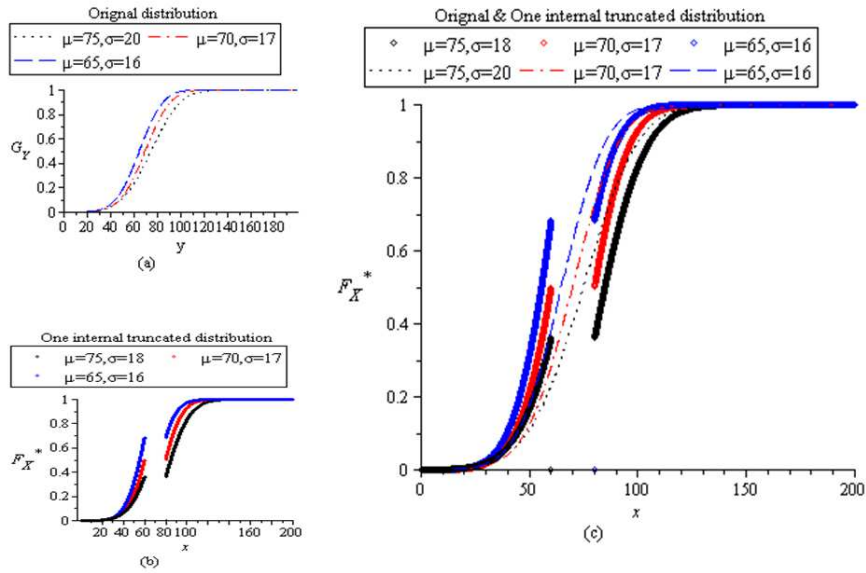 Orignal distribution
μ=75,σ=20 μ=70,σ=17
μ=65,σ=16
1
0.8
0.6
G_Y
0.4
0.2
0
0 20 40 60 80 100120140160180
y
(a)
One internal truncated distribution
μ=75,σ=18 μ=70,σ=17
μ=65,σ=16
1
0.8
0.6
F_X*
0.4
0.2
0
20 40 60 80 100 120 160 200
x
(b)
Orignal & One internal truncated distribution
μ=75,σ=18 μ=70,σ=17 μ=65,σ=16
μ=75,σ=20 μ=70,σ=17 μ=65,σ=16
1
0.8
0.6
F_X*
0.4
0.2
0
0 50 100 150 200
x
(c)